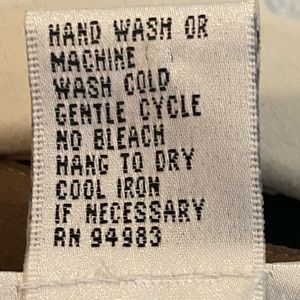 HAND WASH OR
MACHINE
WASH COLD
GENTLE CYCLE
NO BLEACH
HANG TO DRY
COOL IRON
IF NECESSARY
RN 94983